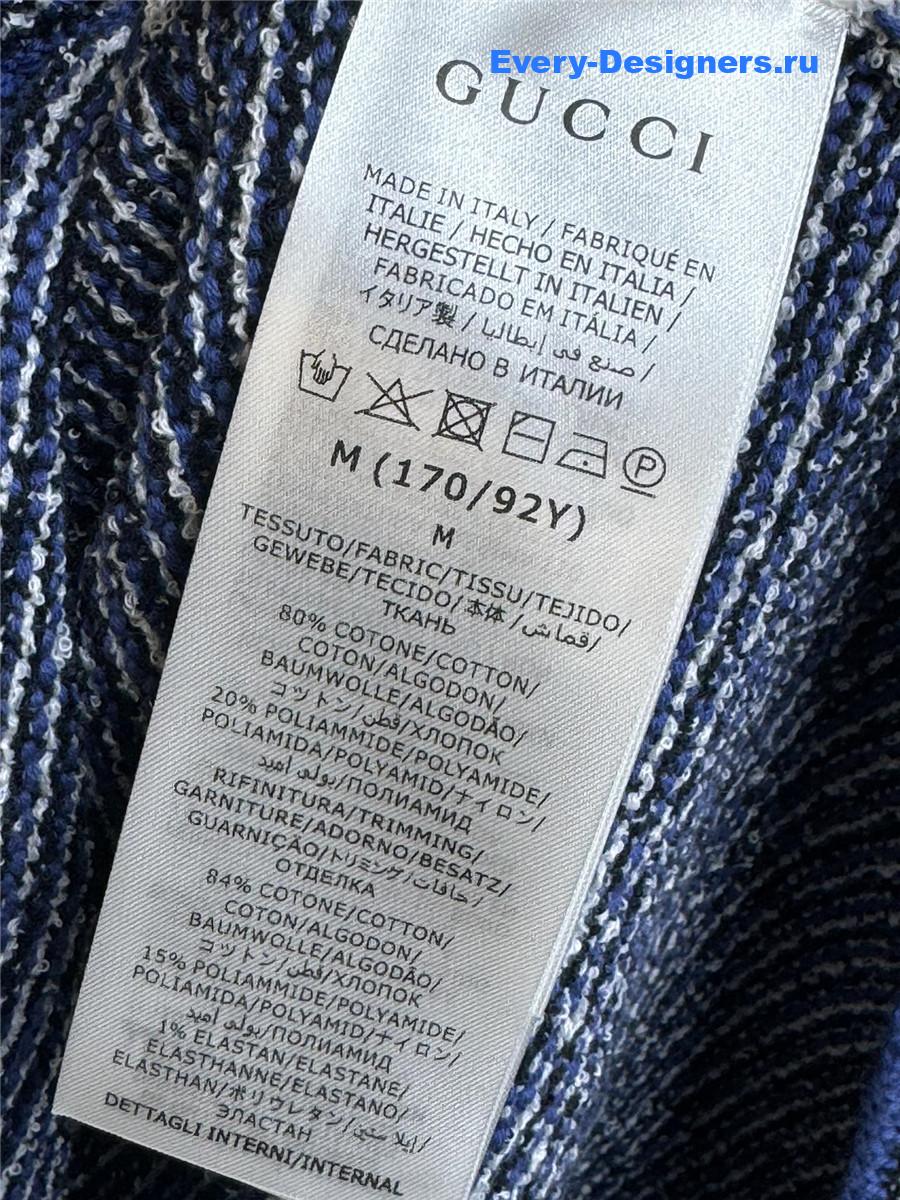 Every-Designers.ru
GUCCI
MADE IN ITALY / FABRIQUÉ EN
ITALIE / HECHO EN ITALIA /
HERGESTELLT IN ITALIEN /
FABRICADO EM ITÁLIA /
イタリア製 / صنع في إيطاليا /
СДЕЛАНО В ИТАЛИИ
P
M (170/92Y)
M
TESSUTO/FABRIC/TISSU/TEJIDO/
GEWEBE/TECIDO/本体/قماش/
ТКАНЬ
80% COTONE/COTTON/
COTON/ALGODON/
BAUMWOLLE/ALGODÃO/
コットン/قطن/ХЛОПОК
20% POLIAMMIDE/POLYAMIDE/
POLIAMIDA/POLYAMID/ナイロン/
بولي اميد/ПОЛИАМИД
RIFINITURA/TRIMMING/
GARNITURE/ADORNO/BESATZ/
GUARNIÇÃO/トリミング/حافات/
ОТДЕЛКА
84% COTONE/COTTON/
COTON/ALGODON/
BAUMWOLLE/ALGODÃO/
コットン/قطن/ХЛОПОК
15% POLIAMMIDE/POLYAMIDE/
POLIAMIDA/POLYAMID/ナイロン/
بولي اميد/ПОЛИАМИД
1% ELASTAN/ELASTANE/
ELASTHANNE/ELASTANO/
ELASTHAN/ポリウレタン/إيلاستين/
ЭЛАСТАН
DETTAGLI INTERNI/INTERNAL